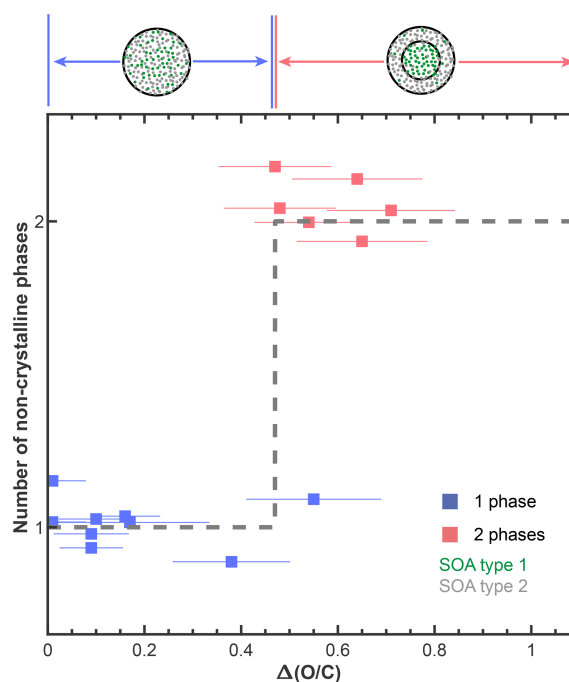 Number of non-crystalline phases
2
1
1 phase
2 phases
SOA type 1
SOA type 2
0
0.2
0.4
0.6
0.8
1
Δ(O/C)